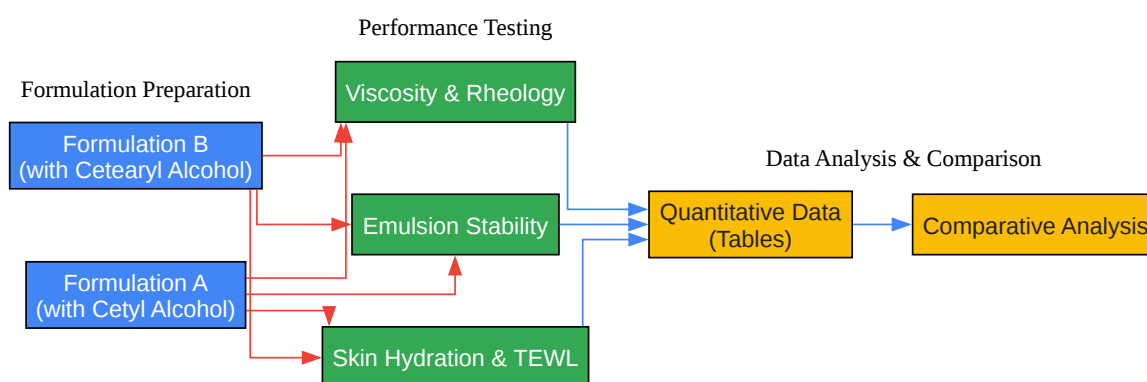 Performance Testing
Formulation Preparation
Viscosity & Rheology
Formulation B
(with Cetearyl Alcohol)
Data Analysis & Comparison
Emulsion Stability
Quantitative Data
(Tables)
Comparative Analysis
Formulation A
(with Cetyl Alcohol)
Skin Hydration & TEWL